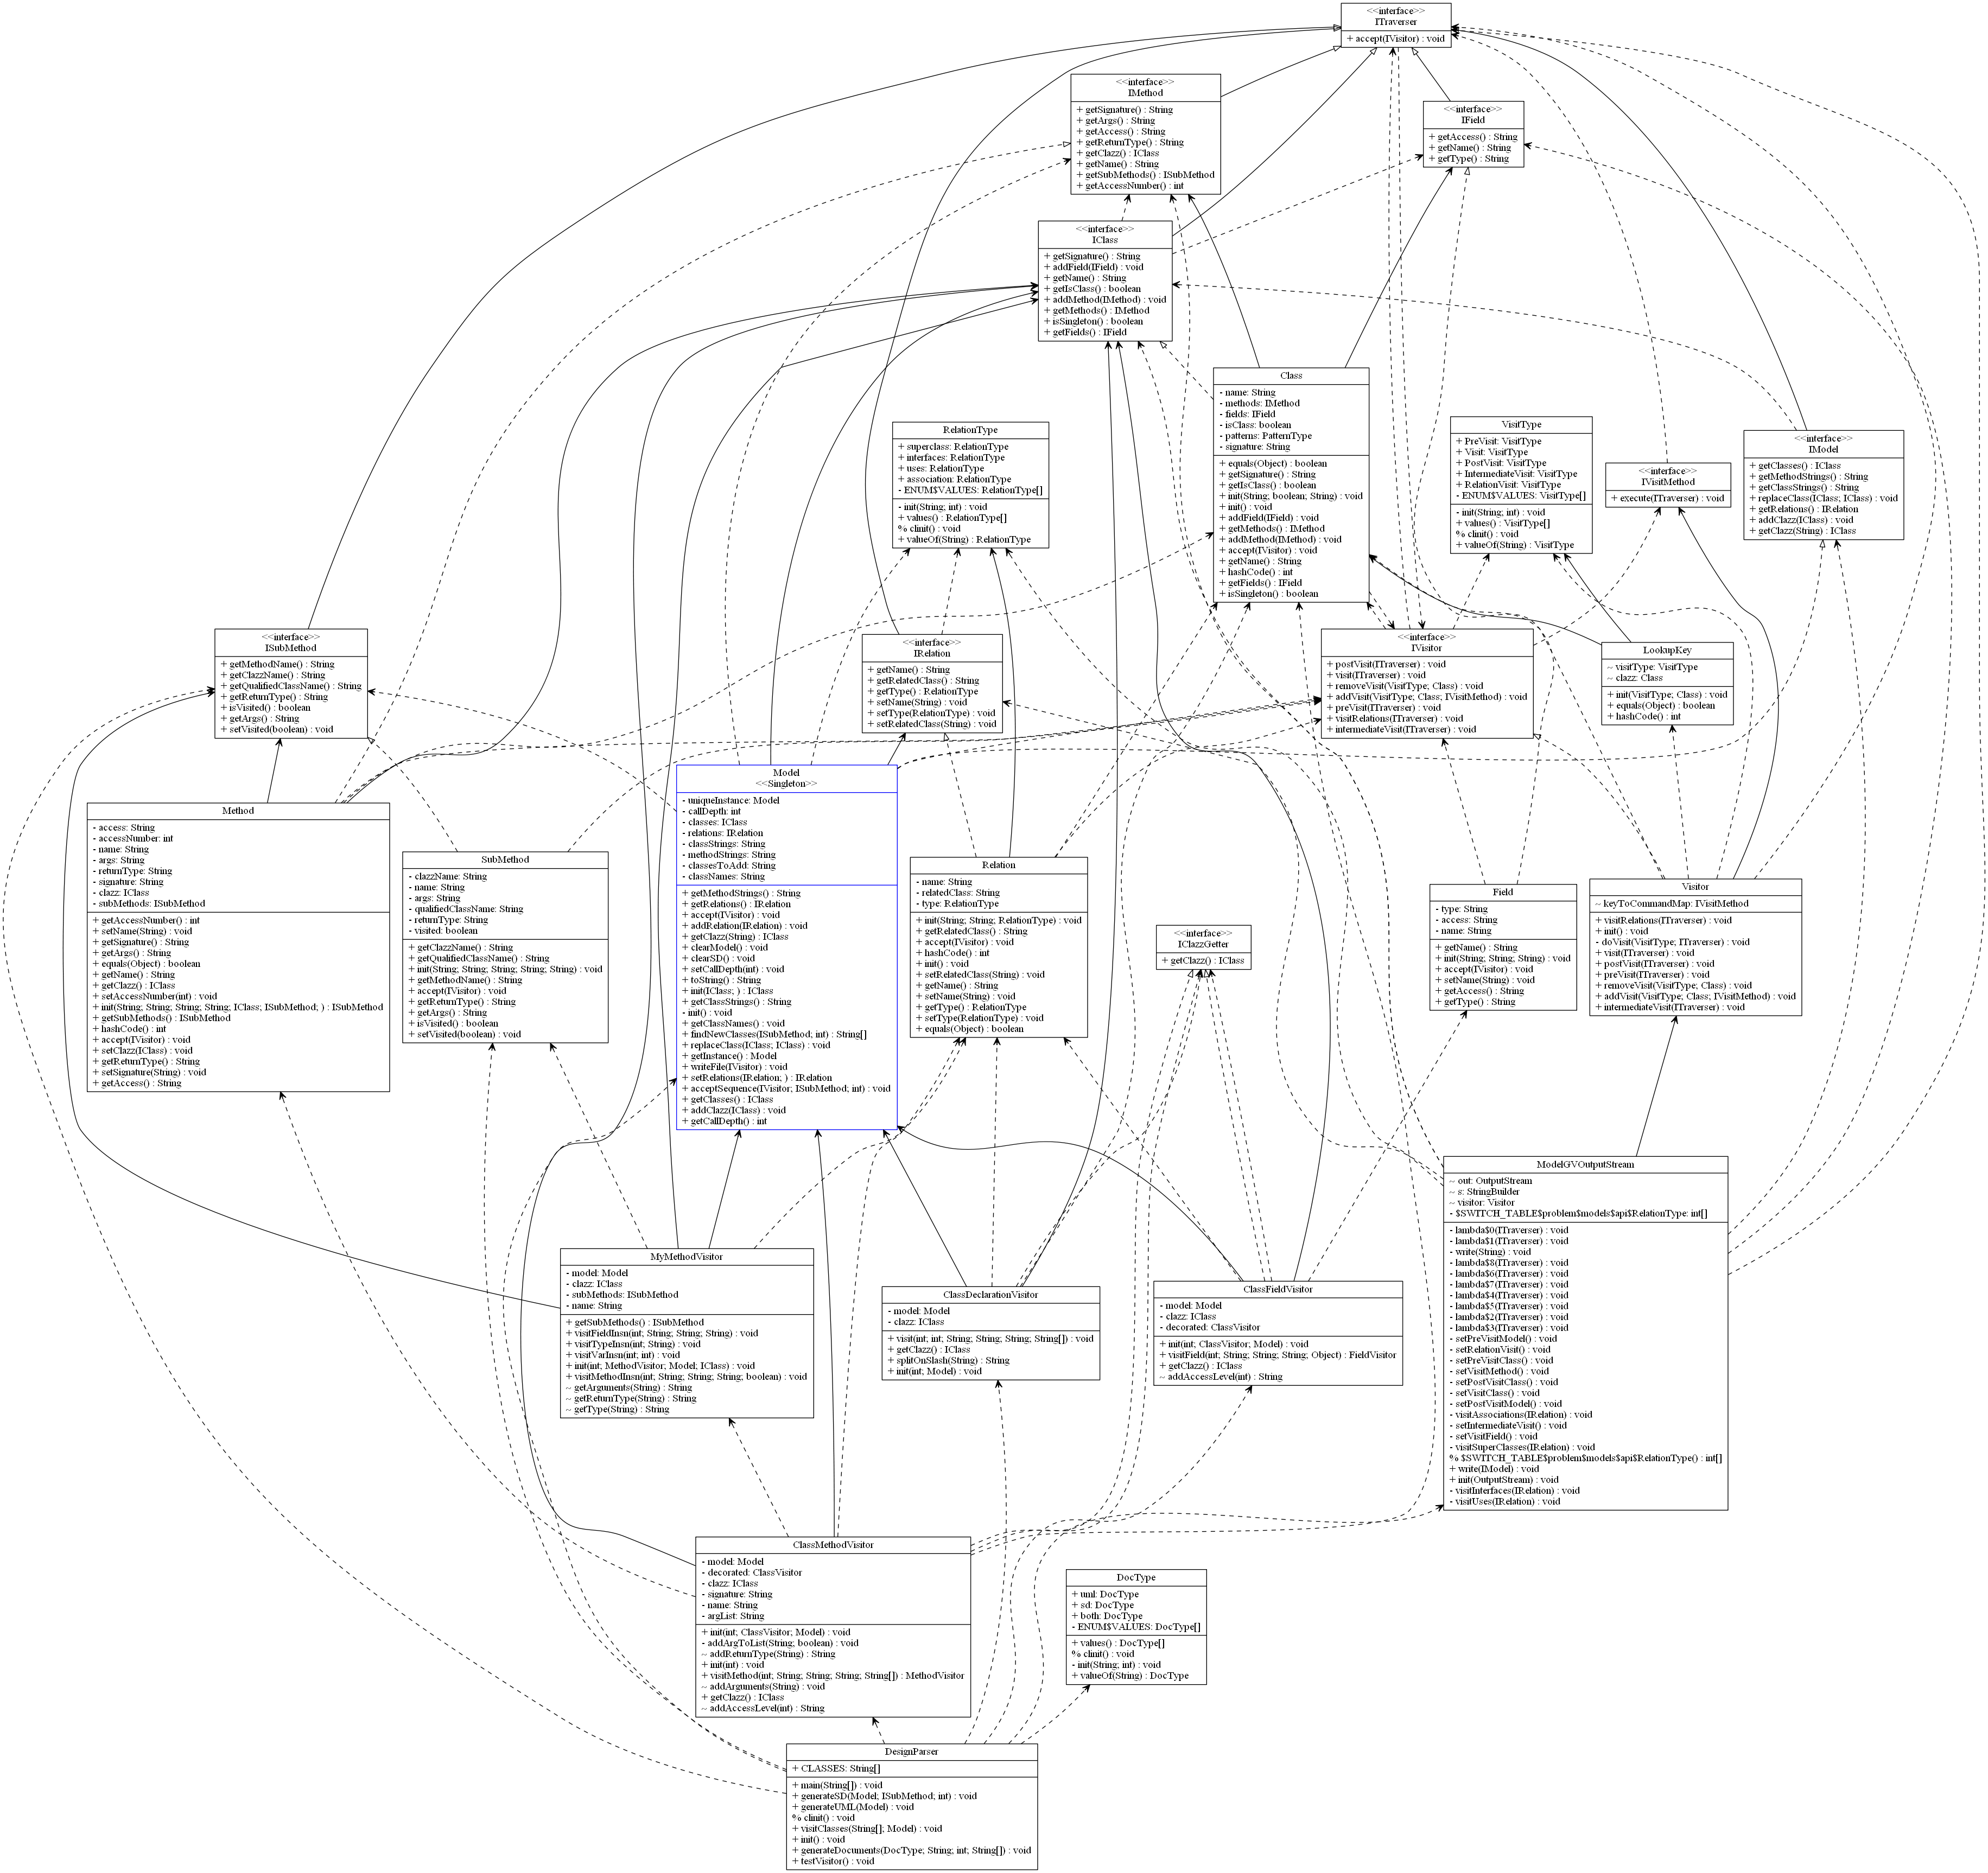 <<interface>>
ITraverser
+ accept(IVisitor) : void
<<interface>>
IMethod
+ getSignature() : String
+ getArgs() : String
+ getAccess() : String
+ getReturnType() : String
+ getClazz() : IClass
+ getName() : String
+ getSubMethods() : ISubMethod
+ getAccessNumber() : int
<<interface>>
IField
+ getAccess() : String
+ getName() : String
+ getType() : String
<<interface>>
IClass
+ getSignature() : String
+ addField(IField) : void
+ getName() : String
+ getIsClass() : boolean
+ addMethod(IMethod) : void
+ getMethods() : IMethod
+ isSingleton() : boolean
+ getFields() : IField
Class
- name: String
- methods: IMethod
- fields: IField
- isClass: boolean
- patterns: PatternType
- signature: String
+ equals(Object) : boolean
+ getSignature() : String
+ getIsClass() : boolean
+ init(String; boolean; String) : void
+ init() : void
+ addField(IField) : void
+ getMethods() : IMethod
+ addMethod(IMethod) : void
+ accept(IVisitor) : void
+ getName() : String
+ hashCode() : int
+ getFields() : IField
+ isSingleton() : boolean
RelationType
+ superclass: RelationType
+ interfaces: RelationType
+ uses: RelationType
+ association: RelationType
- ENUM$VALUES: RelationType[]
- init(String; int) : void
+ values() : RelationType[]
% clinit() : void
+ valueOf(String) : RelationType
VisitType
+ PreVisit: VisitType
+ Visit: VisitType
+ PostVisit: VisitType
+ IntermediateVisit: VisitType
+ RelationVisit: VisitType
- ENUM$VALUES: VisitType[]
- init(String; int) : void
+ values() : VisitType[]
% clinit() : void
+ valueOf(String) : VisitType
<<interface>>
IVisitMethod
+ execute(ITraverser) : void
<<interface>>
IModel
+ getClasses() : IClass
+ getMethodStrings() : String
+ getClassStrings() : String
+ replaceClass(IClass; IClass) : void
+ getRelations() : IRelation
+ addClazz(IClass) : void
+ getClazz(String) : IClass
<<interface>>
ISubMethod
+ getMethodName() : String
+ getClazzName() : String
+ getQualifiedClassName() : String
+ getReturnType() : String
+ isVisited() : boolean
+ getArgs() : String
+ setVisited(boolean) : void
<<interface>>
IRelation
+ getName() : String
+ getRelatedClass() : String
+ getType() : RelationType
+ setName(String) : void
+ setType(RelationType) : void
+ setRelatedClass(String) : void
<<interface>>
IVisitor
+ postVisit(ITraverser) : void
+ visit(ITraverser) : void
+ removeVisit(VisitType; Class) : void
+ addVisit(VisitType; Class; IVisitMethod) : void
+ preVisit(ITraverser) : void
+ visitRelations(ITraverser) : void
+ intermediateVisit(ITraverser) : void
LookupKey
~ visitType: VisitType
~ clazz: Class
+ init(VisitType; Class) : void
+ equals(Object) : boolean
+ hashCode() : int
Method
- access: String
- accessNumber: int
- name: String
- args: String
- returnType: String
- signature: String
- clazz: IClass
- subMethods: ISubMethod
+ getAccessNumber() : int
+ setName(String) : void
+ getSignature() : String
+ getArgs() : String
+ equals(Object) : boolean
+ getName() : String
+ getClazz() : IClass
+ setAccessNumber(int) : void
+ init(String; String; String; String; IClass; ISubMethod; ) : ISubMethod
+ getSubMethods() : ISubMethod
+ hashCode() : int
+ accept(IVisitor) : void
+ setClazz(IClass) : void
+ getReturnType() : String
+ setSignature(String) : void
+ getAccess() : String
SubMethod
- clazzName: String
- name: String
- args: String
- qualifiedClassName: String
- returnType: String
- visited: boolean
+ getClazzName() : String
+ getQualifiedClassName() : String
+ init(String; String; String; String; String) : void
+ getMethodName() : String
+ accept(IVisitor) : void
+ getReturnType() : String
+ getArgs() : String
+ isVisited() : boolean
+ setVisited(boolean) : void
Model
<<Singleton>>
- uniqueInstance: Model
- callDepth: int
- classes: IClass
- relations: IRelation
- classStrings: String
- methodStrings: String
- classesToAdd: String
- classNames: String
+ getMethodStrings() : String
+ getRelations() : IRelation
+ accept(IVisitor) : void
+ addRelation(IRelation) : void
+ getClazz(String) : IClass
+ clearModel() : void
+ clearSD() : void
+ setCallDepth(int) : void
+ toString() : String
+ init(IClass; ) : IClass
+ getClassStrings() : String
- init() : void
+ getClassNames() : void
+ findNewClasses(ISubMethod; int) : String[]
+ replaceClass(IClass; IClass) : void
+ getInstance() : Model
+ writeFile(IVisitor) : void
+ setRelations(IRelation; ) : IRelation
+ acceptSequence(IVisitor; ISubMethod; int) : void
+ getClasses() : IClass
+ addClazz(IClass) : void
+ getCallDepth() : int
Relation
- name: String
- relatedClass: String
- type: RelationType
+ init(String; String; RelationType) : void
+ getRelatedClass() : String
+ accept(IVisitor) : void
+ hashCode() : int
+ init() : void
+ setRelatedClass(String) : void
+ getName() : String
+ setName(String) : void
+ getType() : RelationType
+ setType(RelationType) : void
+ equals(Object) : boolean
<<interface>>
IClazzGetter
+ getClazz() : IClass
Field
- type: String
- access: String
- name: String
+ getName() : String
+ init(String; String; String) : void
+ accept(IVisitor) : void
+ setName(String) : void
+ getAccess() : String
+ getType() : String
Visitor
~ keyToCommandMap: IVisitMethod
+ visitRelations(ITraverser) : void
+ init() : void
- doVisit(VisitType; ITraverser) : void
+ visit(ITraverser) : void
+ postVisit(ITraverser) : void
+ preVisit(ITraverser) : void
+ removeVisit(VisitType; Class) : void
+ addVisit(VisitType; Class; IVisitMethod) : void
+ intermediateVisit(ITraverser) : void
ModelGVOutputStream
~ out: OutputStream
~ s: StringBuilder
~ visitor: Visitor
- $SWITCH_TABLE$problem$models$api$RelationType: int[]
- lambda$0(ITraverser) : void
- lambda$1(ITraverser) : void
- write(String) : void
- lambda$8(ITraverser) : void
- lambda$6(ITraverser) : void
- lambda$7(ITraverser) : void
- lambda$4(ITraverser) : void
- lambda$5(ITraverser) : void
- lambda$2(ITraverser) : void
- lambda$3(ITraverser) : void
- setPreVisitModel() : void
- setRelationVisit() : void
- setPreVisitClass() : void
- setVisitMethod() : void
- setPostVisitClass() : void
- setVisitClass() : void
- setPostVisitModel() : void
- visitAssociations(IRelation) : void
- setIntermediateVisit() : void
- setVisitField() : void
- visitSuperClasses(IRelation) : void
% $SWITCH_TABLE$problem$models$api$RelationType() : int[]
+ write(IModel) : void
+ init(OutputStream) : void
- visitInterfaces(IRelation) : void
- visitUses(IRelation) : void
MyMethodVisitor
- model: Model
- clazz: IClass
- subMethods: ISubMethod
- name: String
+ getSubMethods() : ISubMethod
+ visitFieldInsn(int; String; String; String) : void
+ visitTypeInsn(int; String) : void
+ visitVarInsn(int; int) : void
+ init(int; MethodVisitor; Model; IClass) : void
+ visitMethodInsn(int; String; String; String; boolean) : void
~ getArguments(String) : String
~ getReturnType(String) : String
~ getType(String) : String
ClassDeclarationVisitor
- model: Model
- clazz: IClass
+ visit(int; int; String; String; String; String[]) : void
+ getClazz() : IClass
+ splitOnSlash(String) : String
+ init(int; Model) : void
ClassFieldVisitor
- model: Model
- clazz: IClass
- decorated: ClassVisitor
+ init(int; ClassVisitor; Model) : void
+ visitField(int; String; String; String; Object) : FieldVisitor
+ getClazz() : IClass
~ addAccessLevel(int) : String
ClassMethodVisitor
- model: Model
- decorated: ClassVisitor
- clazz: IClass
- signature: String
- name: String
- argList: String
+ init(int; ClassVisitor; Model) : void
- addArgToList(String; boolean) : void
~ addReturnType(String) : String
+ init(int) : void
+ visitMethod(int; String; String; String; String[]) : MethodVisitor
~ addArguments(String) : void
+ getClazz() : IClass
~ addAccessLevel(int) : String
DocType
+ uml: DocType
+ sd: DocType
+ both: DocType
- ENUM$VALUES: DocType[]
+ values() : DocType[]
% clinit() : void
- init(String; int) : void
+ valueOf(String) : DocType
DesignParser
+ CLASSES: String[]
+ main(String[]) : void
+ generateSD(Model; ISubMethod; int) : void
+ generateUML(Model) : void
% clinit() : void
+ visitClasses(String[]; Model) : void
+ init() : void
+ generateDocuments(DocType; String; int; String[]) : void
+ testVisitor() : void